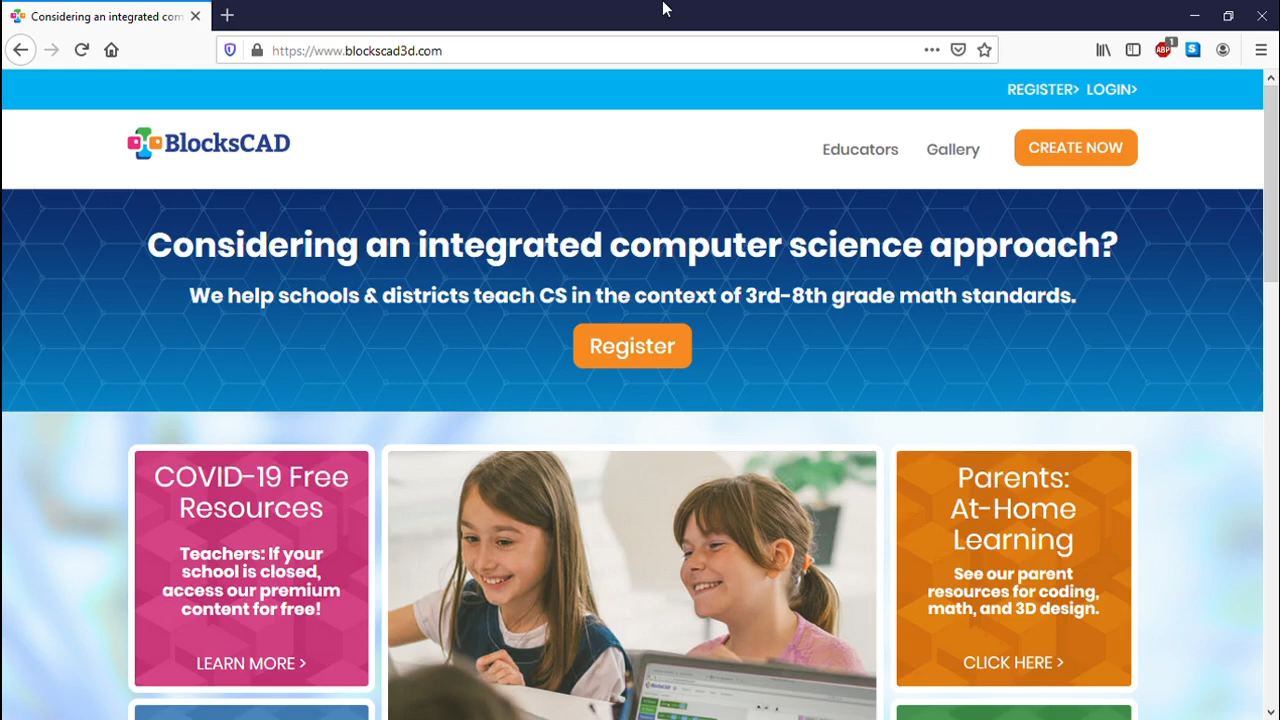 Considering an integrated com
https://www.blockscad3d.com
ABP
1
S
REGISTER> LOGIN>
BlocksCAD
Educators
Gallery
CREATE NOW
Considering an integrated computer science approach?
We help schools & districts teach CS in the context of 3rd-8th grade math standards.
Register
COVID-19 Free
Resources
Teachers: If your
school is closed,
access our premium
content for free!
LEARN MORE >
BlocksCAD
Parents:
At-Home
Learning
See our parent
resources for coding,
math, and 3D design.
CLICK HERE >